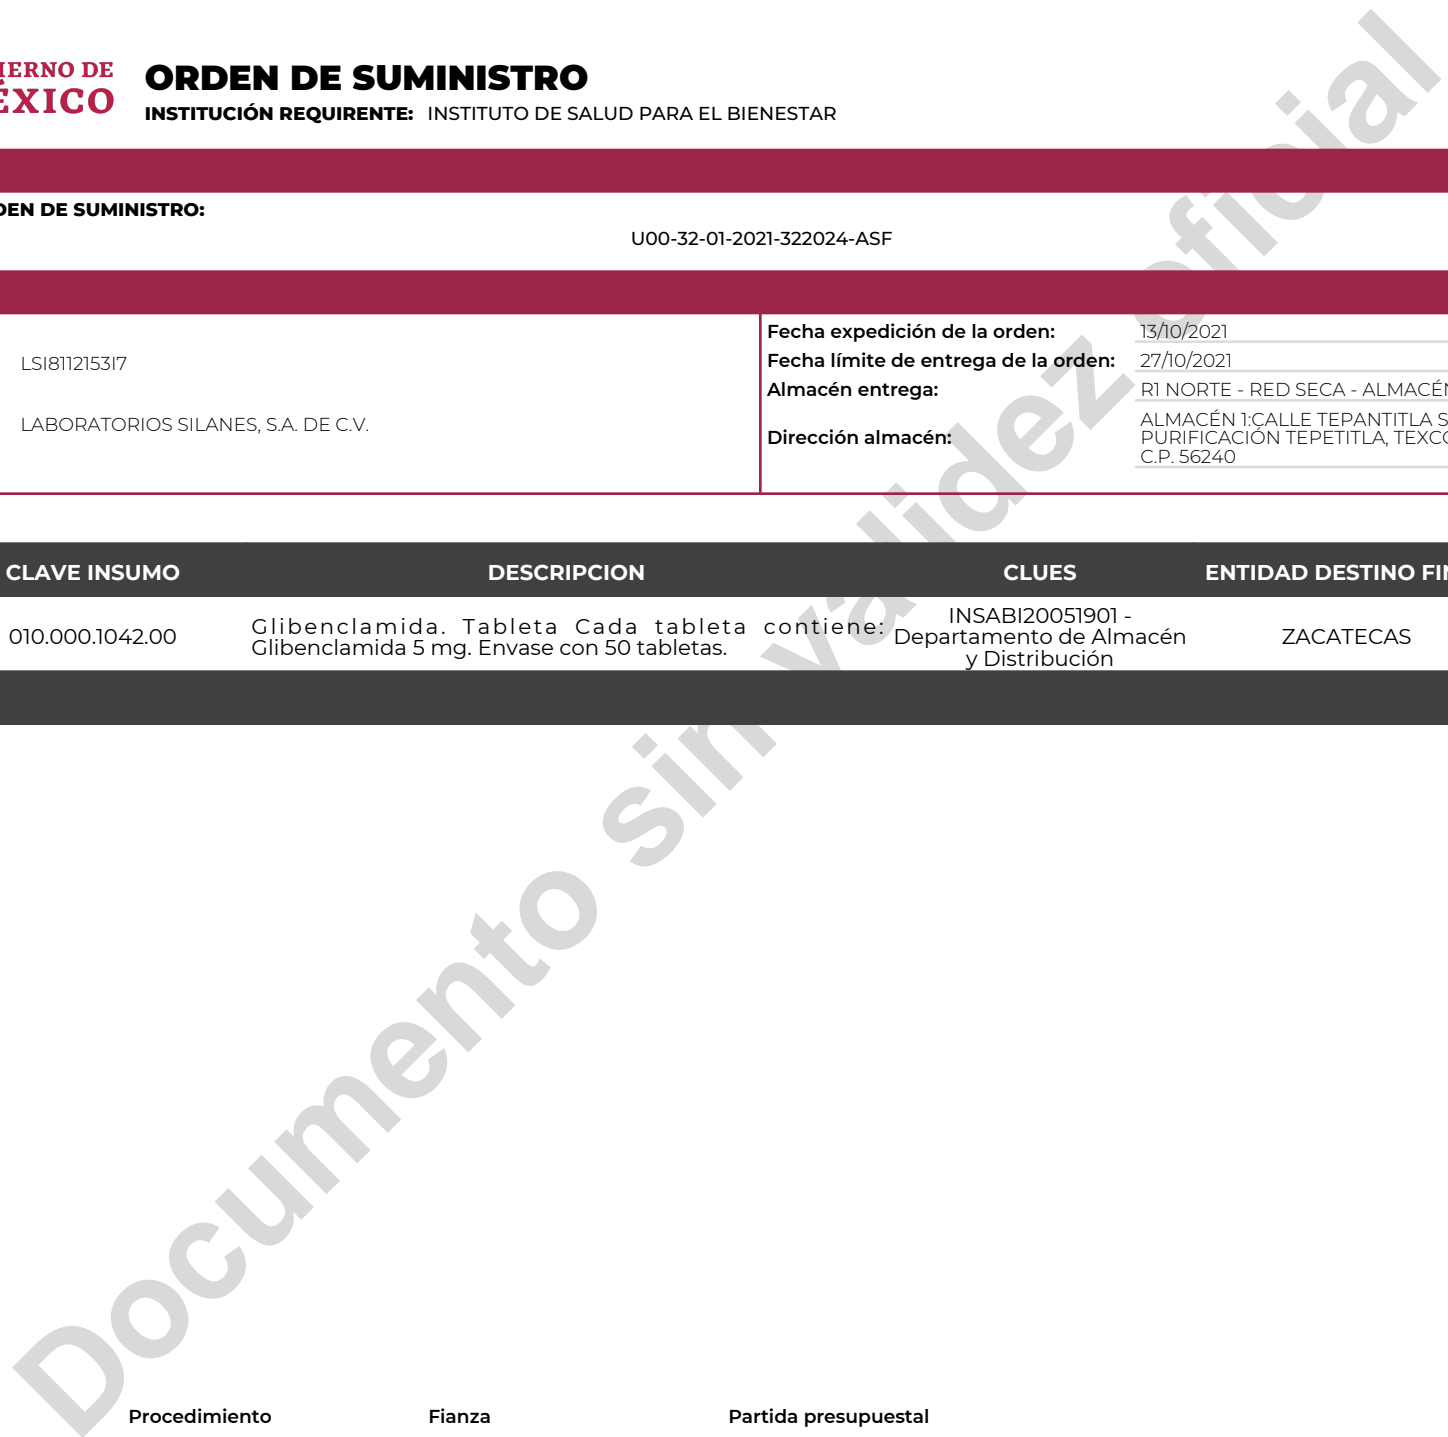 IERNO DE
ÉXICO
ORDEN DE SUMINISTRO
INSTITUCIÓN REQUIRENTE: INSTITUTO DE SALUD PARA EL BIENESTAR
DEN DE SUMINISTRO:
U00-32-01-2021-322024-ASF
LSI8112153I7
LABORATORIOS SILANES, S.A. DE C.V.
Fecha expedición de la orden: 13/10/2021
Fecha límite de entrega de la orden: 27/10/2021
Almacén entrega: R1 NORTE - RED SECA - ALMACÉN
Dirección almacén: ALMACÉN 1:CALLE TEPANTITLA S
PURIFICACIÓN TEPETITLA, TEXCO
C.P. 56240
CLAVE INSUMO DESCRIPCION CLUES ENTIDAD DESTINO FIN
010.000.1042.00
Glibenclamida. Tableta Cada tableta contiene:
Glibenclamida 5 mg. Envase con 50 tabletas.
INSABI20051901 -
Departamento de Almacén
y Distribución
ZACATECAS
Documento sin validez oficial
Procedimiento Fianza Partida presupuestal